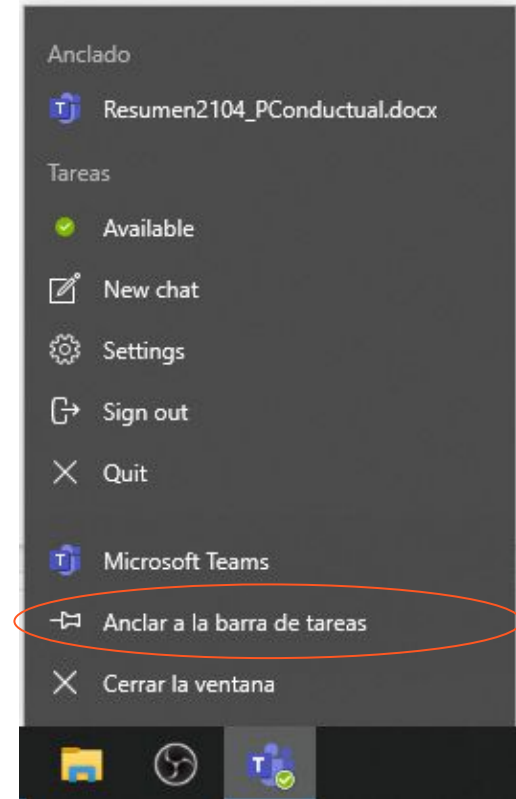 Anclado
Resumen2104_PConductual.docx
Tareas
Available
New chat
Settings
Sign out
Quit
Microsoft Teams
Anclar a la barra de tareas
Cerrar la ventana